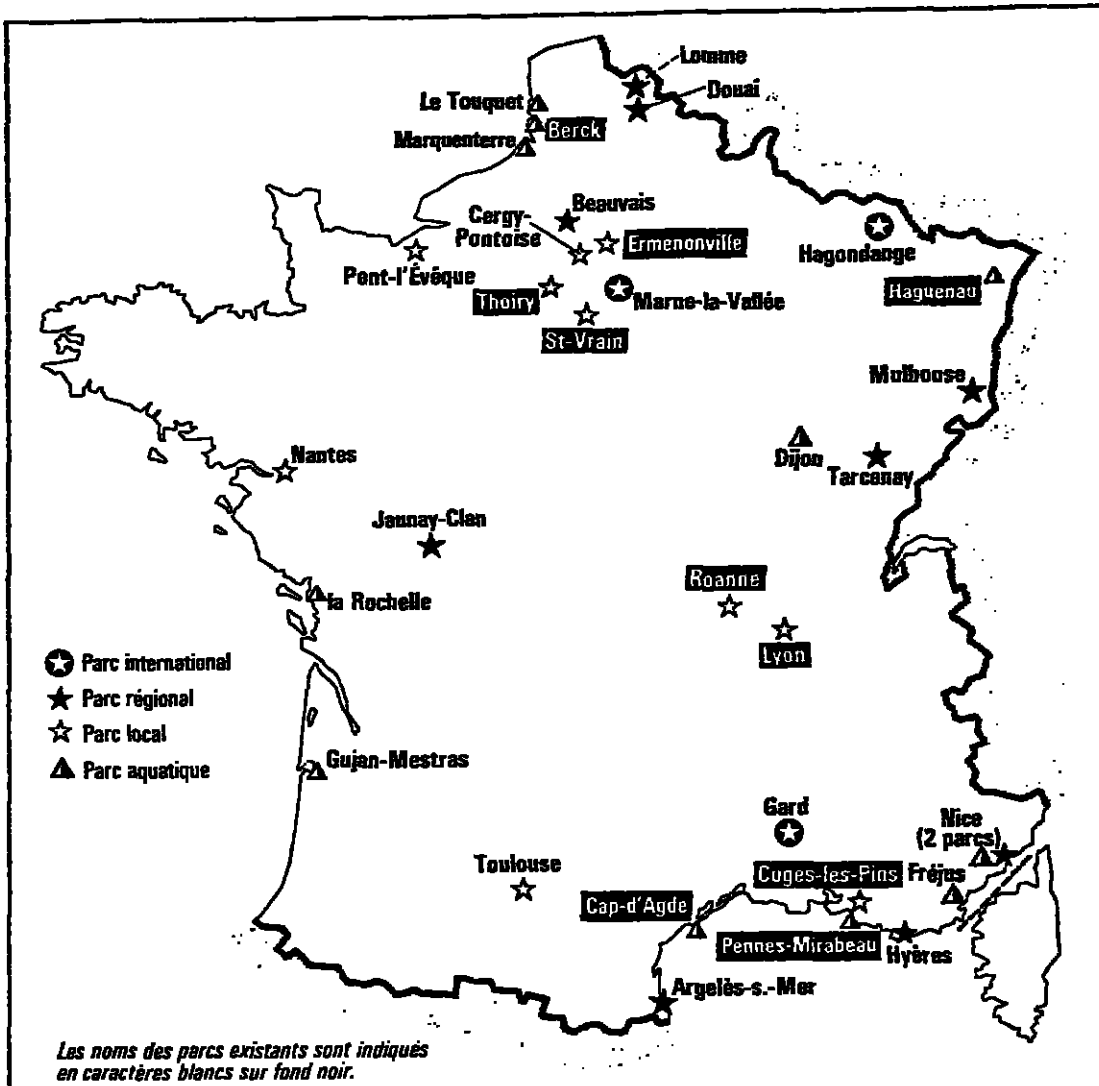 Lomme
Douai
Le Touquet
Berck
Marquenterre
Beauvais
Cergy-
Pontoise
Ermenonville
Hagondange
Pont-l'Évêque
Haguenau
Thoiry
Marne-la-Vallée
St-Vrain
Mulhouse
Nantes
Dijon
Tarcenay
Jaunay-Clan
Roanne
la Rochelle
Lyon
Parc international
Parc régional
Parc local
Parc aquatique
Gujan-Mestras
Gard
Nice
(2 parcs)
Toulouse
Cuges-les-Pins
Fréjus
Cap-d'Agde
Pennes-Mirabeau
Hyères
Argelès-s.-Mer
Les noms des parcs existants sont indiqués
en caractères blancs sur fond noir.